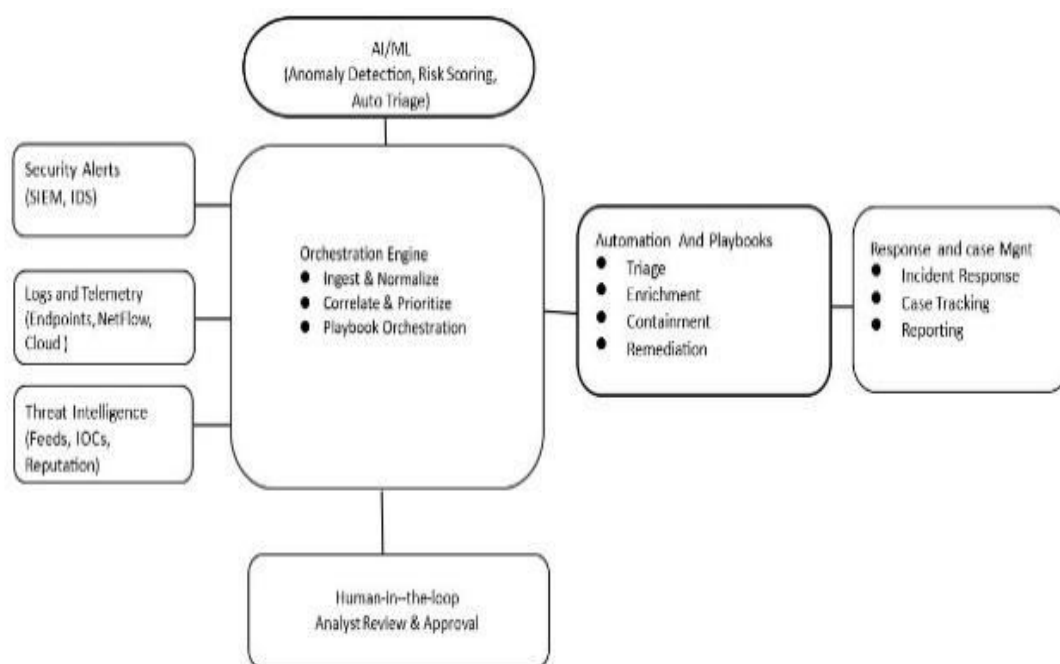 AI/ML
(Anomaly Detection, Risk Scoring,
Auto Triage)
Security Alerts
(SIEM, IDS)
Logs and Telemetry
(Endpoints, NetFlow,
Cloud )
Threat Intelligence
(Feeds, IOCs,
Reputation)
Orchestration Engine
● Ingest & Normalize
● Correlate & Prioritize
● Playbook Orchestration
Automation And Playbooks
● Triage
● Enrichment
● Containment
● Remediation
Response and case Mgnt
● Incident Response
● Case Tracking
● Reporting
Human-in--the-loop
Analyst Review & Approval